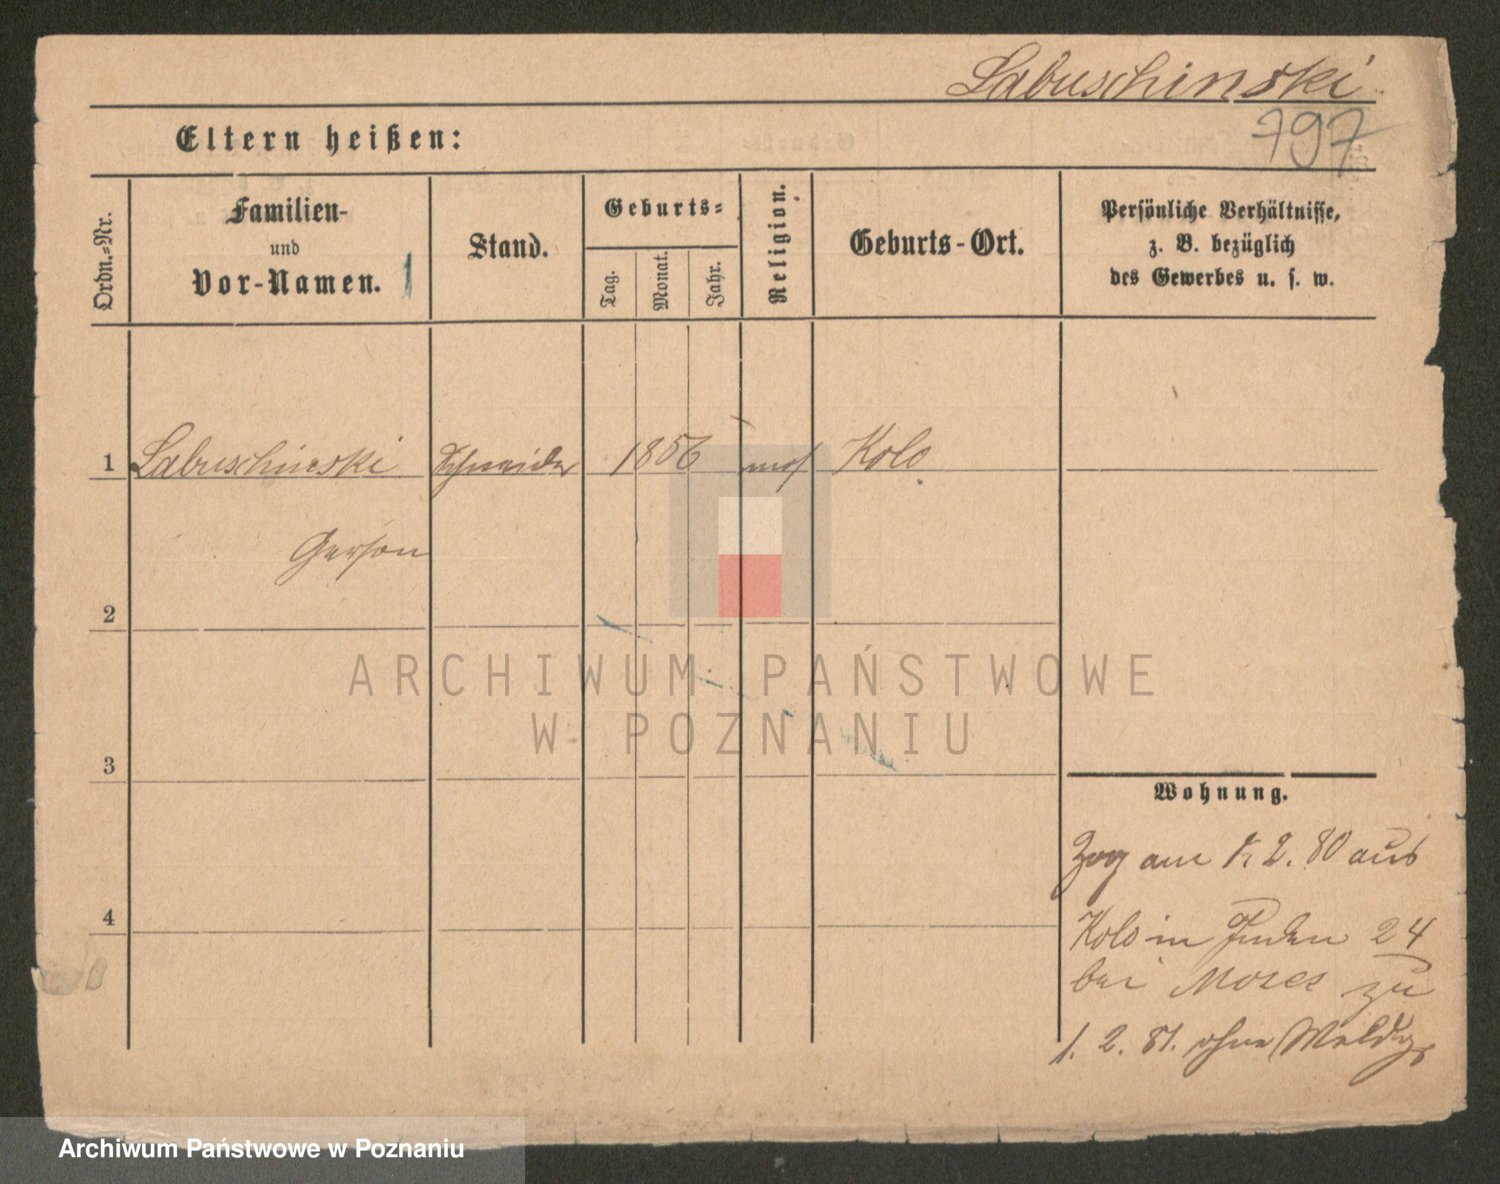 Labuschinski
797
Eltern heißen:
Ordn.-Nr.
Familien-
und
Vor-Namen.
1
Stand.
Geburts-
Tag.
Monat.
Jahr.
Religion.
Geburts-Ort.
Persönliche Verhältnisse,
z. B. bezüglich
des Gewerbes u. s. w.
1 Labuschinski Schneider 1856 mos Kolo
Gerson
2
3
4
Wohnung.
Zog am 2. 80 aus
Kolo in Juden 24
bei Moses zu
1. 2. 81. ohne Meldg
ARCHIWUM PAŃSTWOWE
W POZNANIU
Archiwum Państwowe w Poznaniu